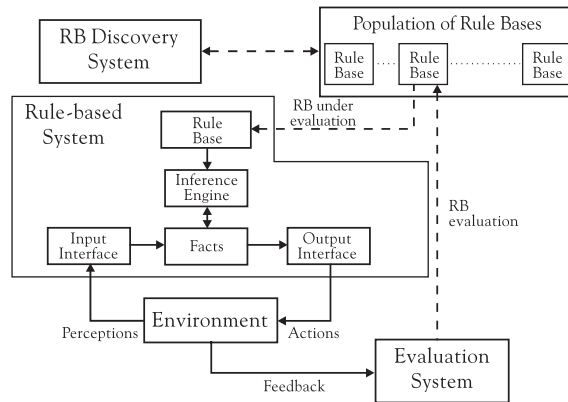 RB Discovery
System
Population of Rule Bases
Rule
Base
Rule
Base
Rule
Base
Rule-based
System
RB under
evaluation
Rule
Base
Inference
Engine
RB
evaluation
Input
Interface
Facts
Output
Interface
Perceptions
Environment
Actions
Feedback
Evaluation
System